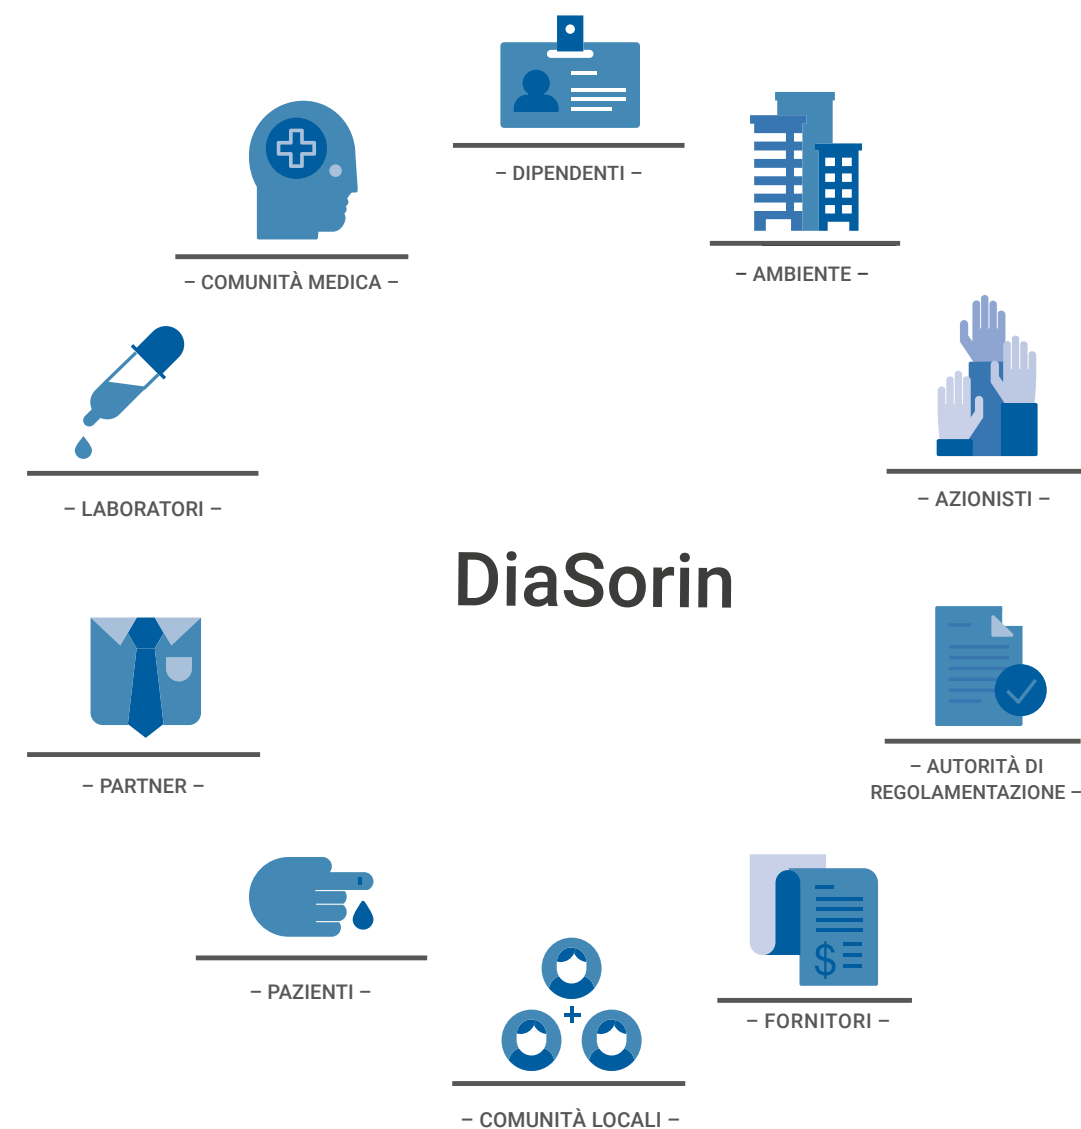 – DIPENDENTI –
– COMUNITÀ MEDICA –
– AMBIENTE –
– LABORATORI –
– AZIONISTI –
DiaSorin
– PARTNER –
– AUTORITÀ DI
REGOLAMENTAZIONE –
– PAZIENTI –
$
– FORNITORI –
– COMUNITÀ LOCALI –